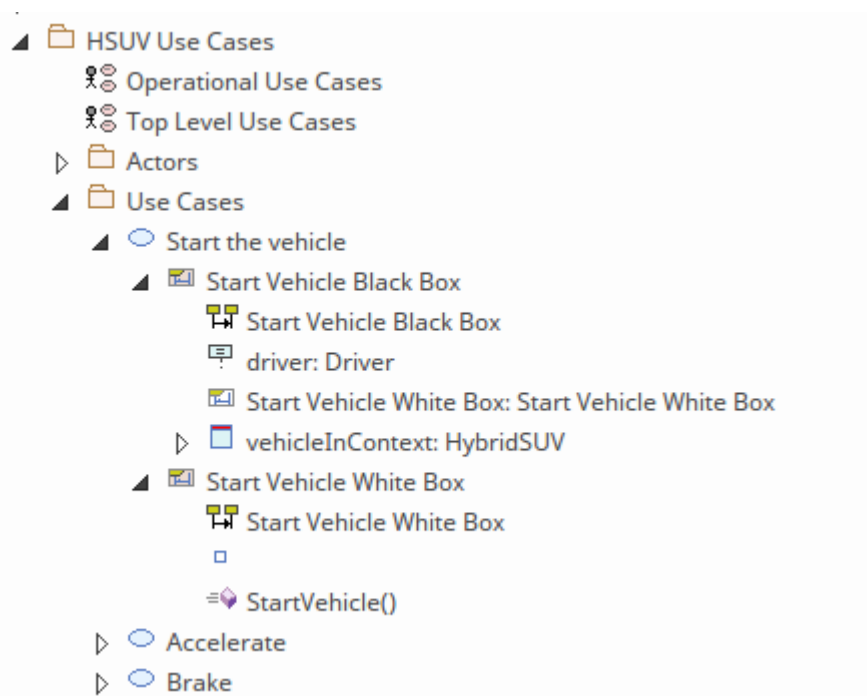 HSUV Use Cases
Operational Use Cases
Top Level Use Cases
Actors
Use Cases
Start the vehicle
Start Vehicle Black Box
Start Vehicle Black Box
driver: Driver
Start Vehicle White Box: Start Vehicle White Box
vehicleInContext: HybridSUV
Start Vehicle White Box
Start Vehicle White Box
StartVehicle()
Accelerate
Brake